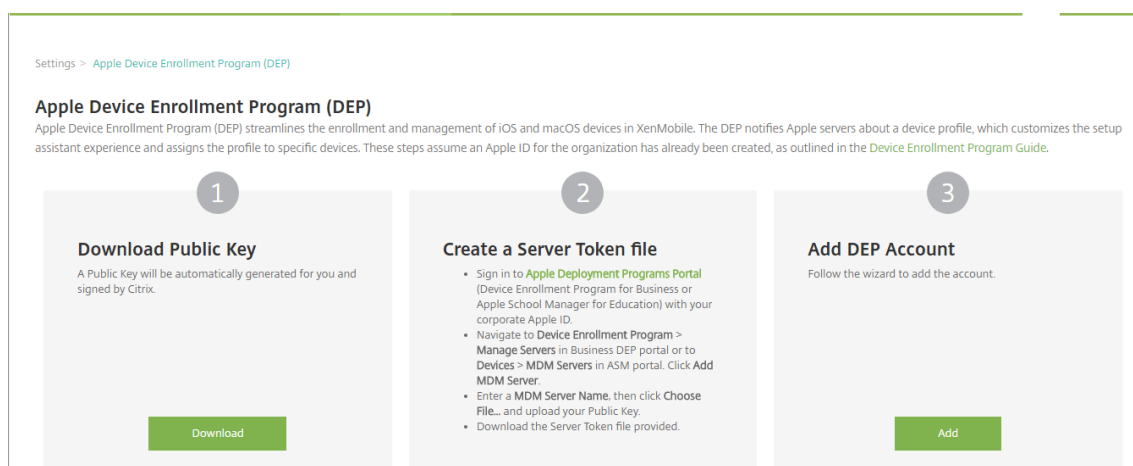 Settings > Apple Device Enrollment Program (DEP)
Apple Device Enrollment Program (DEP)
Apple Device Enrollment Program (DEP) streamlines the enrollment and management of iOS and macOS devices in XenMobile. The DEP notifies Apple servers about a device profile, which customizes the setup
assistant experience and assigns the profile to specific devices. These steps assume an Apple ID for the organization has already been created, as outlined in the Device Enrollment Program Guide.
1
Download Public Key
A Public Key will be automatically generated for you and
signed by Citrix.
Download
2
Create a Server Token file
• Sign in to Apple Deployment Programs Portal
(Device Enrollment Program for Business or
Apple School Manager for Education) with your
corporate Apple ID.
• Navigate to Device Enrollment Program >
Manage Servers in Business DEP portal or to
Devices > MDM Servers in ASM portal. Click Add
MDM Server.
• Enter a MDM Server Name, then click Choose
File... and upload your Public Key.
• Download the Server Token file provided.
3
Add DEP Account
Follow the wizard to add the account.
Add